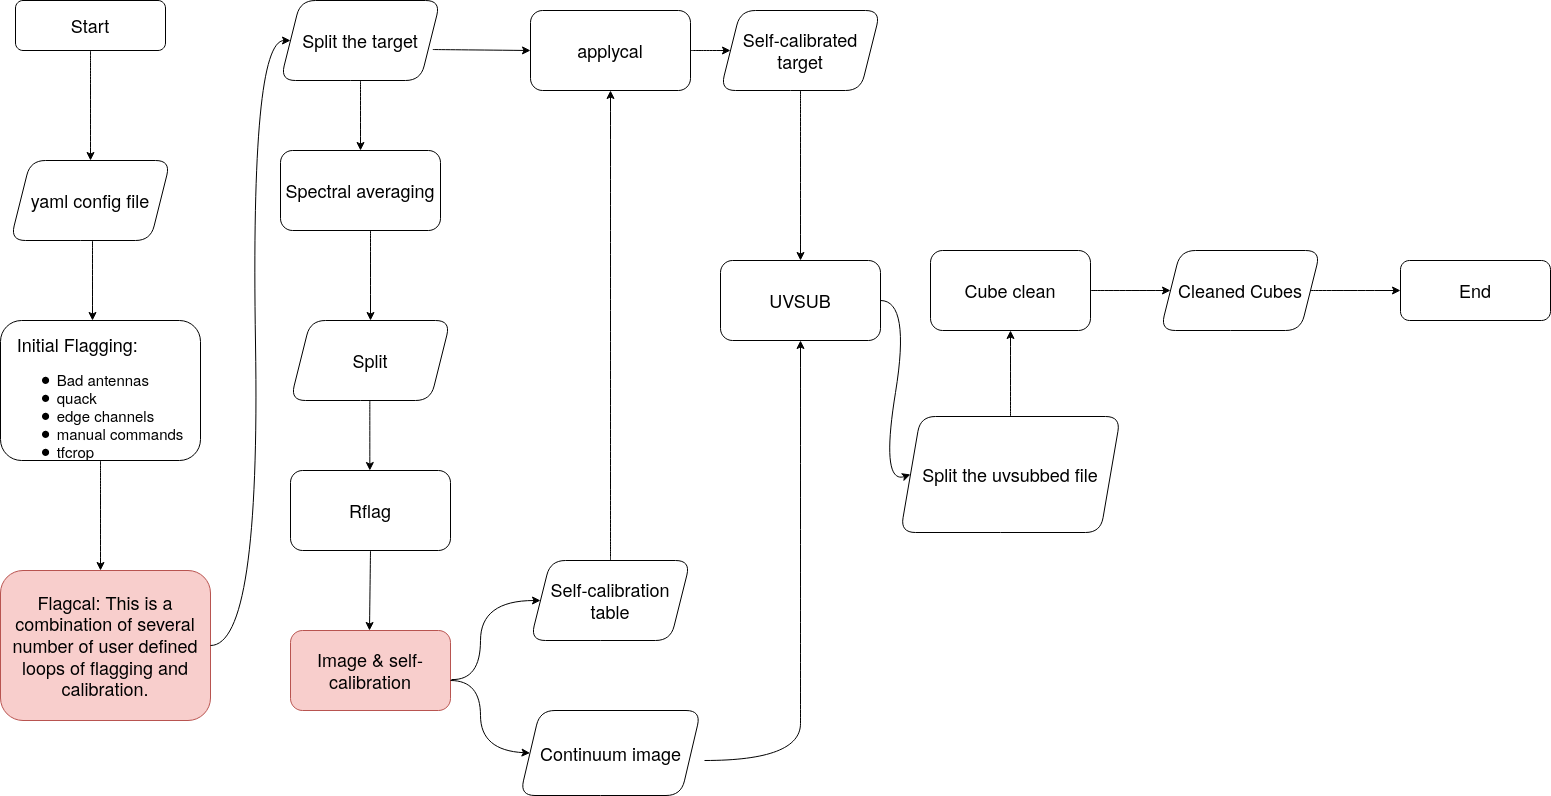 Start
yaml config file
Initial Flagging:
Bad antennas
quack
edge channels
manual commands
tfcrop
Flagcal: This is a
combination of several
number of user defined
loops of flagging and
calibration.
Split the target
Spectral averaging
Split
Rflag
Image & self-
calibration
Self-calibration
table
Continuum image
applycal
Self-calibrated
target
UVSUB
Split the uvsubbed file
Cube clean
Cleaned Cubes
End